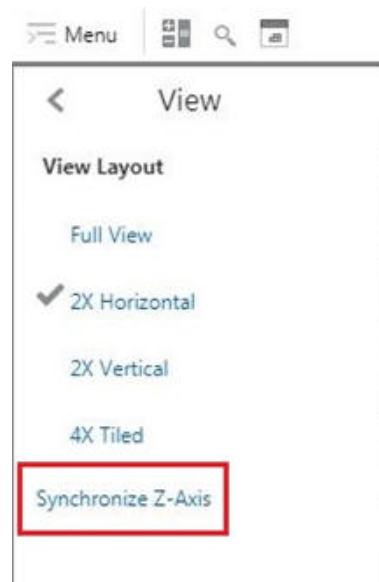 Menu
View
View Layout
Full View
2X Horizontal
2X Vertical
4X Tiled
Synchronize Z-Axis